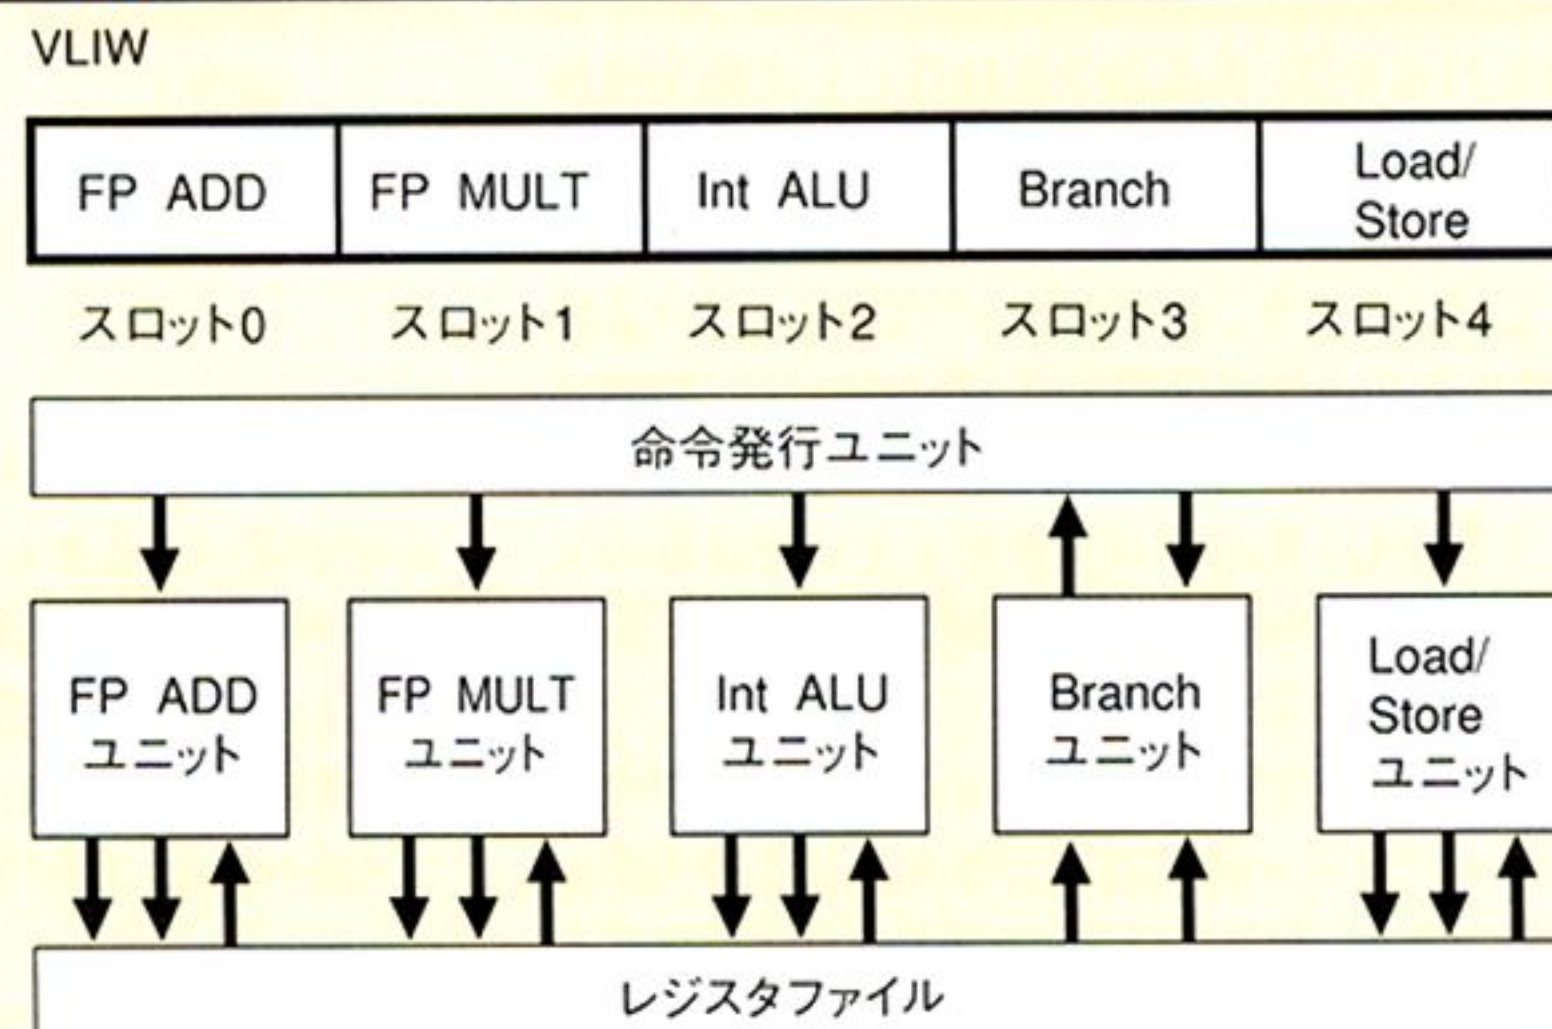 VLIW
FP ADD
FP MULT
Int ALU
Branch
Load/
Store
スロット0
スロット1
スロット2
スロット3
スロット4
命令発行ユニット
FP ADD
ユニット
FP MULT
ユニット
Int ALU
ユニット
Branch
ユニット
Load/
Store
ユニット
レジスタファイル